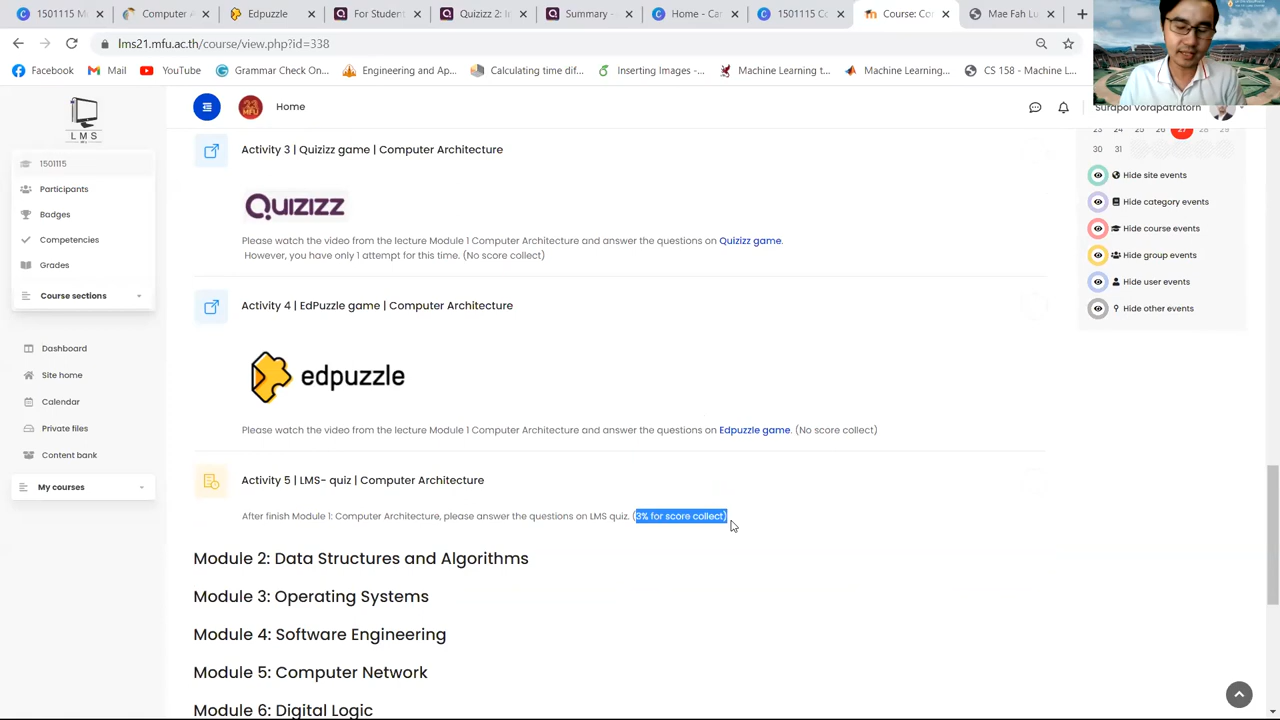 1501115 M
Computer A
Edpuzzle
Quizizz 2:
Summary
Home - Ca
Course: Co
Mae Fah Lu
lms21.mfu.ac.th/course/view.php?id=338
Facebook
Mail
YouTube
Grammar Check On...
Engineering and Ap...
Calculate time dif...
Inserting Images -...
Machine Learning t...
Machine Learning...
CS 158 - Machine L...
LMS
Home
Surapol Vorapatratorn
1501115
Participants
Badges
Competencies
Grades
Course sections
Dashboard
Site home
Calendar
Private files
Content bank
My courses
Activity 3 | Quizizz game | Computer Architecture
Quizizz
Please watch the video from the lecture Module 1 Computer Architecture and answer the questions on Quizizz game.
However, you have only 1 attempt for this time. (No score collect)
Activity 4 | EdPuzzle game | Computer Architecture
edpuzzle
Please watch the video from the lecture Module 1 Computer Architecture and answer the questions on Edpuzzle game. (No score collect)
Activity 5 | LMS- quiz | Computer Architecture
After finish Module 1: Computer Architecture, please answer the questions on LMS quiz. (3% for score collect)
Module 2: Data Structures and Algorithms
Module 3: Operating Systems
Module 4: Software Engineering
Module 5: Computer Network
Module 6: Digital Logic
23 24 25 26 27 28 29
30 31
Hide site events
Hide category events
Hide course events
Hide group events
Hide user events
Hide other events